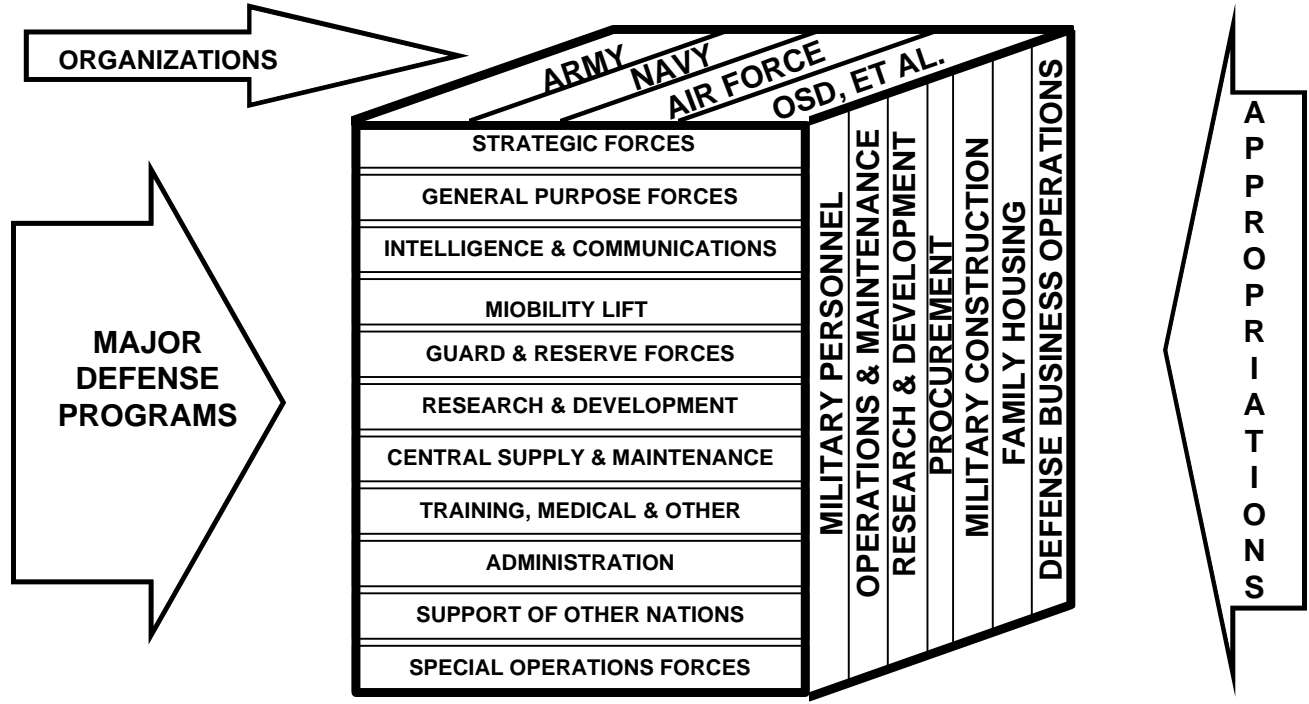 ORGANIZATIONS
ARMY
NAVY
AIR FORCE
OSD, ET AL.
MAJOR
DEFENSE
PROGRAMS
STRATEGIC FORCES
GENERAL PURPOSE FORCES
INTELLIGENCE & COMMUNICATIONS
MIOBILITY LIFT
GUARD & RESERVE FORCES
RESEARCH & DEVELOPMENT
CENTRAL SUPPLY & MAINTENANCE
TRAINING, MEDICAL & OTHER
ADMINISTRATION
SUPPORT OF OTHER NATIONS
SPECIAL OPERATIONS FORCES
MILITARY PERSONNEL
OPERATIONS & MAINTENANCE
RESEARCH & DEVELOPMENT
PROCUREMENT
MILITARY CONSTRUCTION
FAMILY HOUSING
DEFENSE BUSINESS OPERATIONS
APPROPRIATIONS